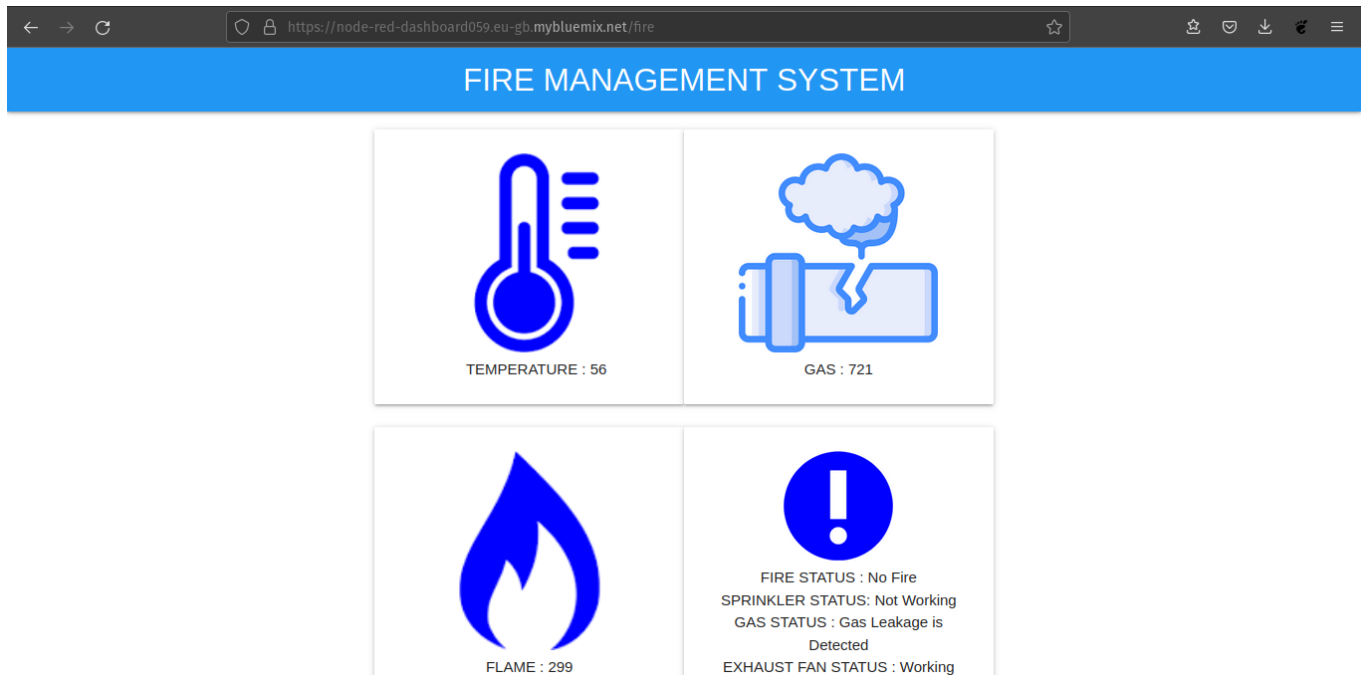 https://node-red-dashboard059.eu-gb.mybluemix.net/fire
FIRE MANAGEMENT SYSTEM
TEMPERATURE : 56
GAS : 721
FLAME : 299
FIRE STATUS : No Fire
SPRINKLER STATUS: Not Working
GAS STATUS : Gas Leakage is
Detected
EXHAUST FAN STATUS : Working